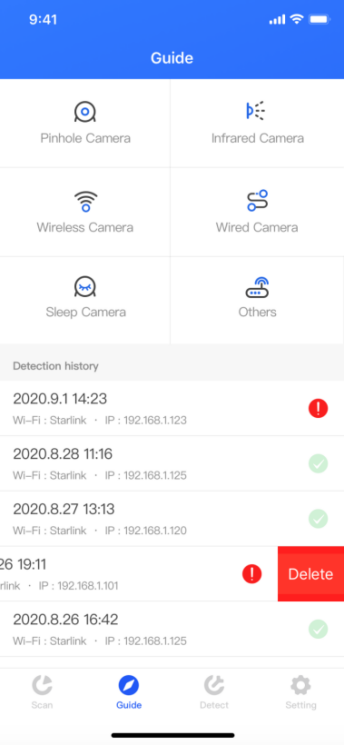 9:41
Guide
Pinhole Camera
Infrared Camera
Wireless Camera
Wired Camera
Sleep Camera
Others
Detection history
2020.9.1 14:23
Wi-Fi : Starlink · IP : 192.168.1.123
2020.8.28 11:16
Wi-Fi : Starlink · IP : 192.168.1.125
2020.8.27 13:13
Wi-Fi : Starlink · IP : 192.168.1.120
26 19:11
rlink · IP : 192.168.1.101
Delete
2020.8.26 16:42
Wi-Fi : Starlink · IP : 192.168.1.125
Scan
Guide
Detect
Setting